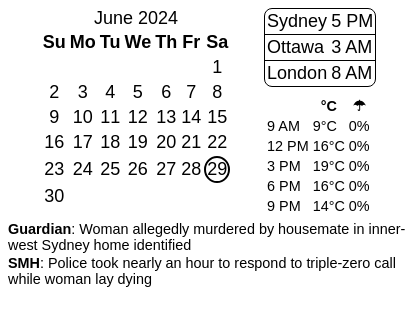 June 2024
Su Mo Tu We Th Fr Sa
1
2 3 4 5 6 7 8
9 10 11 12 13 14 15
16 17 18 19 20 21 22
23 24 25 26 27 28 29
30
Sydney 5 PM
Ottawa 3 AM
London 8 AM
°C ☂
9 AM 9°C 0%
12 PM 16°C 0%
3 PM 19°C 0%
6 PM 16°C 0%
9 PM 14°C 0%
Guardian: Woman allegedly murdered by housemate in inner-
west Sydney home identified
SMH: Police took nearly an hour to respond to triple-zero call
while woman lay dying